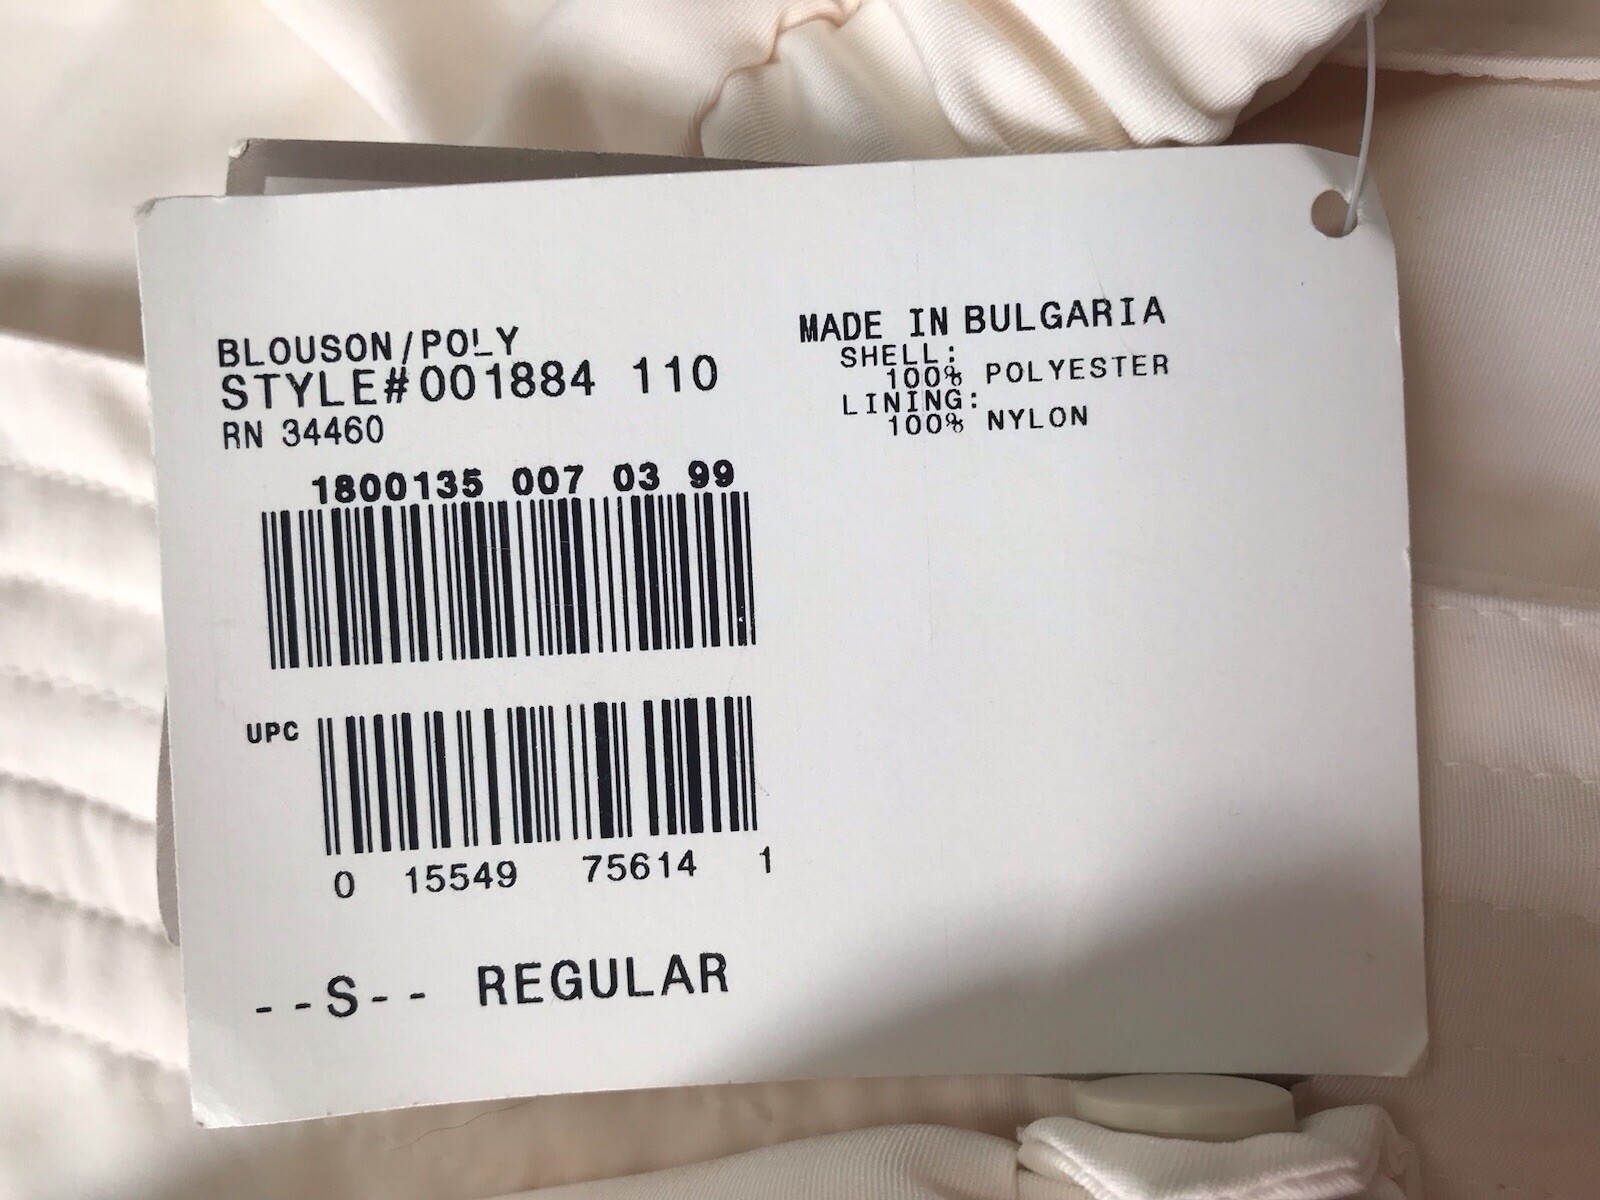 BLOUSON/POLY
STYLE#001884 110
RN 34460
1800135 007 03 99
UPC
0 15549 75614 1
--S-- REGULAR
MADE IN BULGARIA
SHELL:
100% POLYESTER
LINING:
100% NYLON